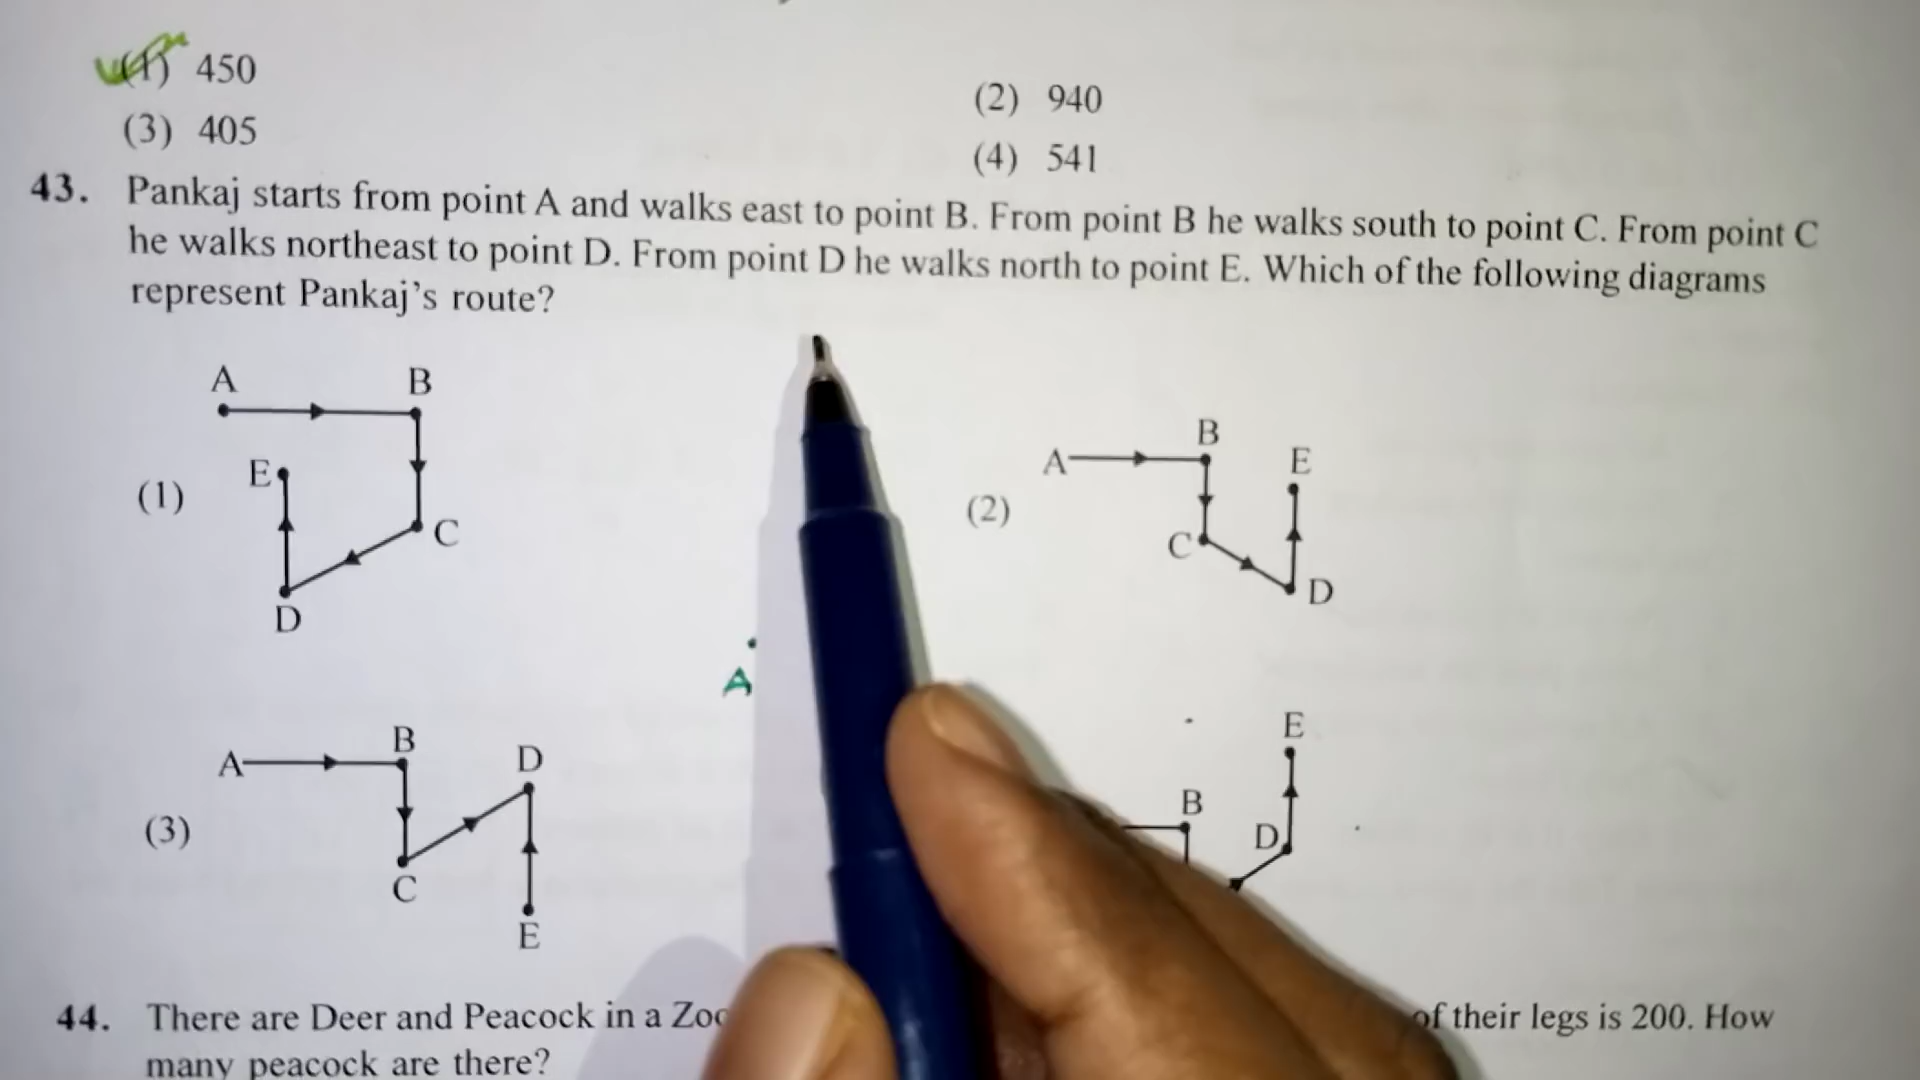 (1) 450
(2) 940
(3) 405
(4) 541
43. Pankaj starts from point A and walks east to point B. From point B he walks south to point C. From point C
he walks northeast to point D. From point D he walks north to point E. Which of the following diagrams
represent Pankaj's route?
(1)
A B
E
C
D
(2)
B
A E
C
D
A
(3)
B
A D
C
E
E
B
D
44. There are Deer and Peacock in a of their legs is 200. How
many peacock are there?